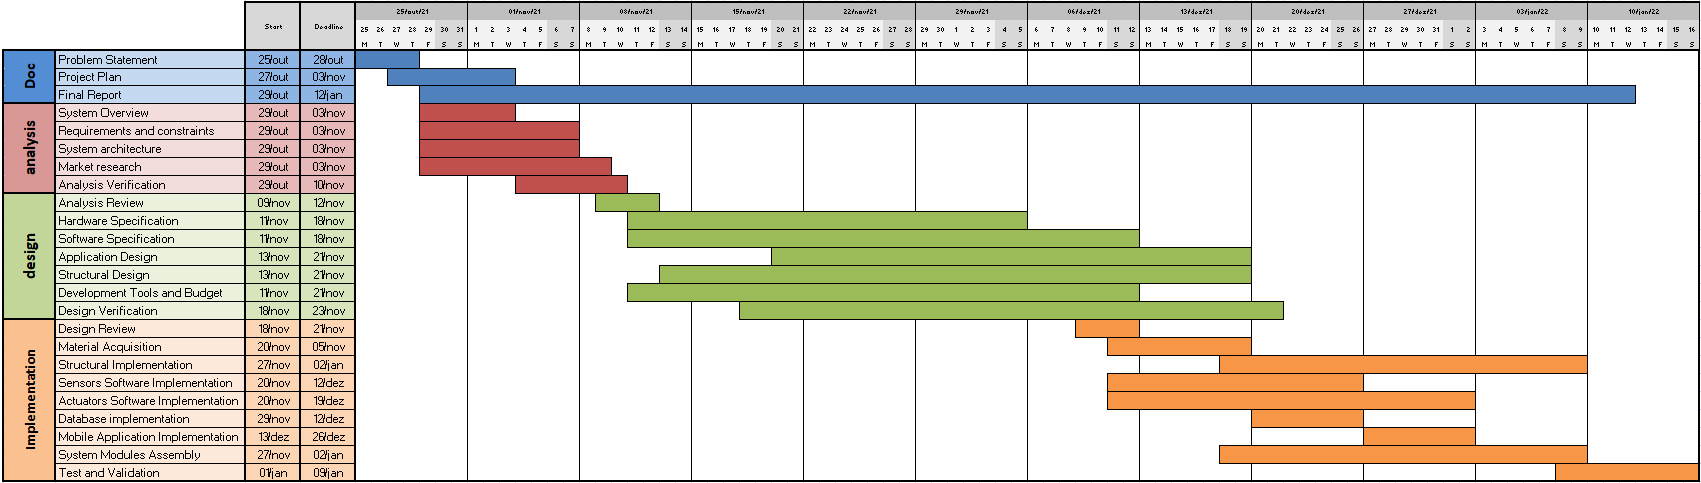 Start Deadline 25/out/21 01/nov/21 08/nov/21 15/nov/21 22/nov/21 29/nov/21 06/dez/21 13/dez/21 20/dez/21 27/dez/21 03/jan/22 10/jan/22
25 26 27 28 29 30 31 1 2 3 4 5 6 7 8 9 10 11 12 13 14 15 16 17 18 19 20 21 22 23 24 25 26 27 28 29 30 1 2 3 4 5 6 7 8 9 10 11 12 13 14 15 16 17 18 19 20 21 22 23 24 25 26 27 28 29 30 31 1 2 3 4 5 6 7 8 9 10 11 12 13 14 15 16
M T W T F S S M T W T F S S M T W T F S S M T W T F S S M T W T F S S M T W T F S S M T W T F S S M T W T F S S M T W T F S S M T W T F S S M T W T F S S M T W T F S S
Doc
Problem Statement 25/out 28/out
Project Plan 27/out 03/nov
Final Report 29/out 12/jan
analysis
System Overview 29/out 03/nov
Requirements and constraints 29/out 03/nov
System architecture 29/out 03/nov
Market research 29/out 03/nov
Analysis Verification 29/out 10/nov
design
Analysis Review 09/nov 12/nov
Hardware Specification 11/nov 18/nov
Software Specification 11/nov 18/nov
Application Design 13/nov 21/nov
Structural Design 13/nov 21/nov
Development Tools and Budget 11/nov 21/nov
Design Verification 18/nov 23/nov
Implementation
Design Review 18/nov 21/nov
Material Acquisition 20/nov 05/nov
Structural Implementation 27/nov 02/jan
Sensors Software Implementation 20/nov 12/dez
Actuators Software Implementation 20/nov 19/dez
Database implementation 29/nov 12/dez
Mobile Application Implementation 13/dez 26/dez
System Modules Assembly 27/nov 02/jan
Test and Validation 01/jan 09/jan